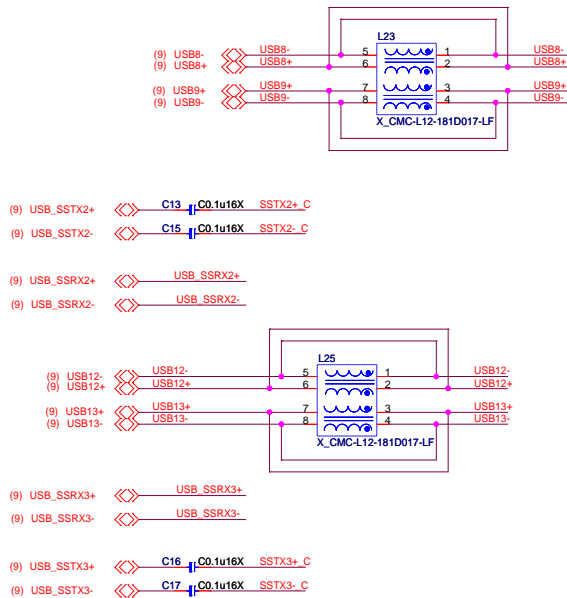 L23
(9) USB8- USB8- 5 1 USB8-
(9) USB8+ USB8+ 6 2 USB8+
(9) USB9+ USB9+ 7 3 USB9+
(9) USB9- USB9- 8 4 USB9-
X_CMC-L12-181D017-LF
(9) USB_SSTX2+ C13 C0.1u16X SSTX2+_C
(9) USB_SSTX2- C15 C0.1u16X SSTX2-_C
(9) USB_SSRX2+ USB_SSRX2+
(9) USB_SSRX2- USB_SSRX2-
L25
(9) USB12- USB12- 5 1 USB12-
(9) USB12+ USB12+ 6 2 USB12+
(9) USB13+ USB13+ 7 3 USB13+
(9) USB13- USB13- 8 4 USB13-
X_CMC-L12-181D017-LF
(9) USB_SSRX3+ USB_SSRX3+
(9) USB_SSRX3- USB_SSRX3-
(9) USB_SSTX3+ C16 C0.1u16X SSTX3+_C
(9) USB_SSTX3- C17 C0.1u16X SSTX3-_C